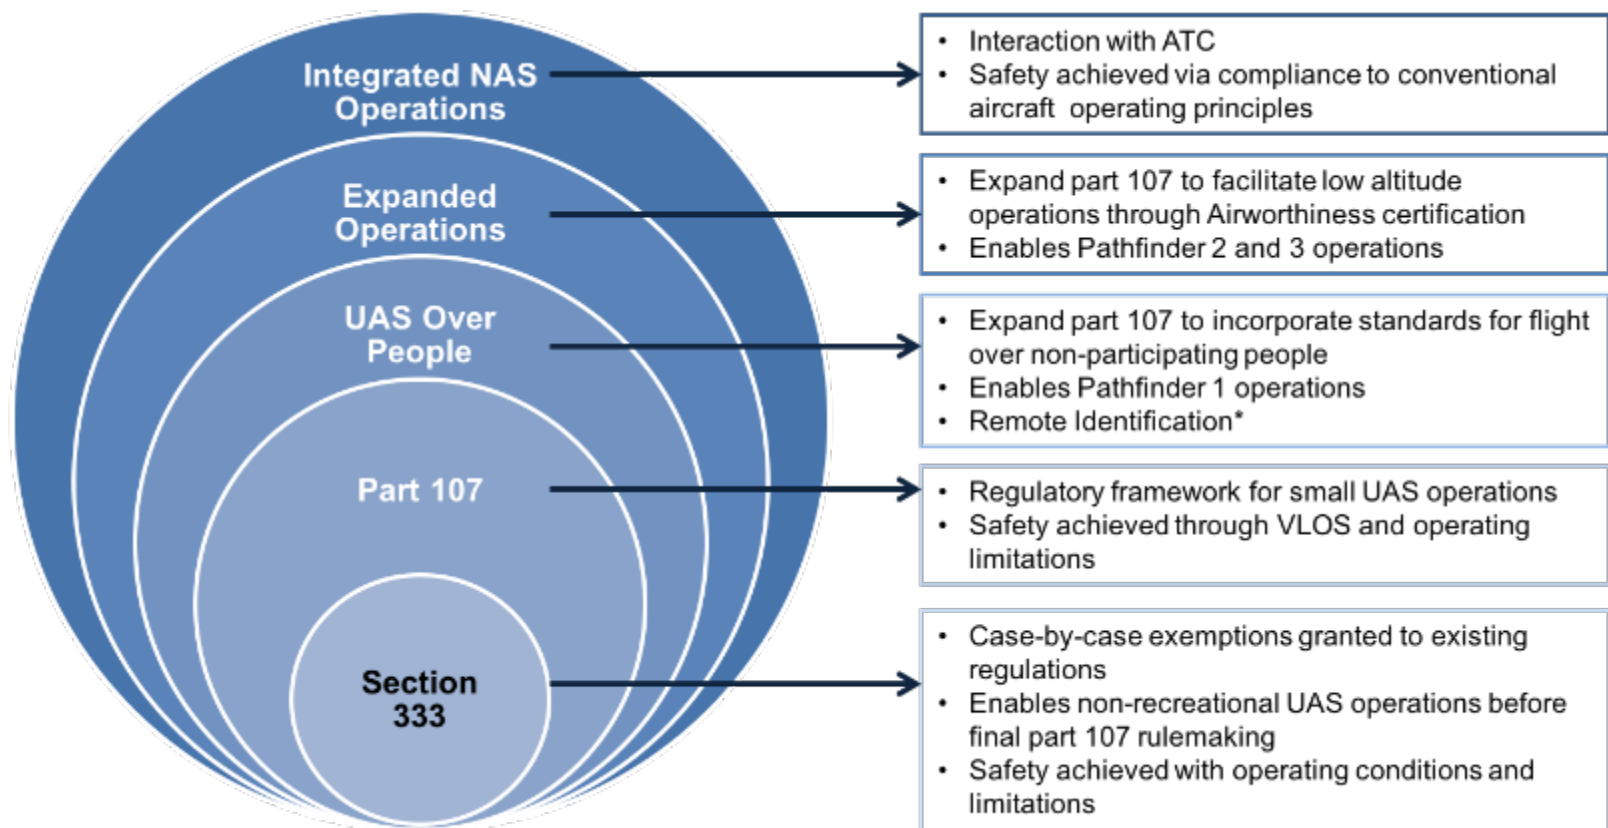 Integrated NAS
Operations
• Interaction with ATC
• Safety achieved via compliance to conventional
aircraft operating principles
Expanded
Operations
• Expand part 107 to facilitate low altitude
operations through Airworthiness certification
• Enables Pathfinder 2 and 3 operations
UAS Over
People
• Expand part 107 to incorporate standards for flight
over non-participating people
• Enables Pathfinder 1 operations
• Remote Identification*
Part 107
• Regulatory framework for small UAS operations
• Safety achieved through VLOS and operating
limitations
Section
333
• Case-by-case exemptions granted to existing
regulations
• Enables non-recreational UAS operations before
final part 107 rulemaking
• Safety achieved with operating conditions and
limitations